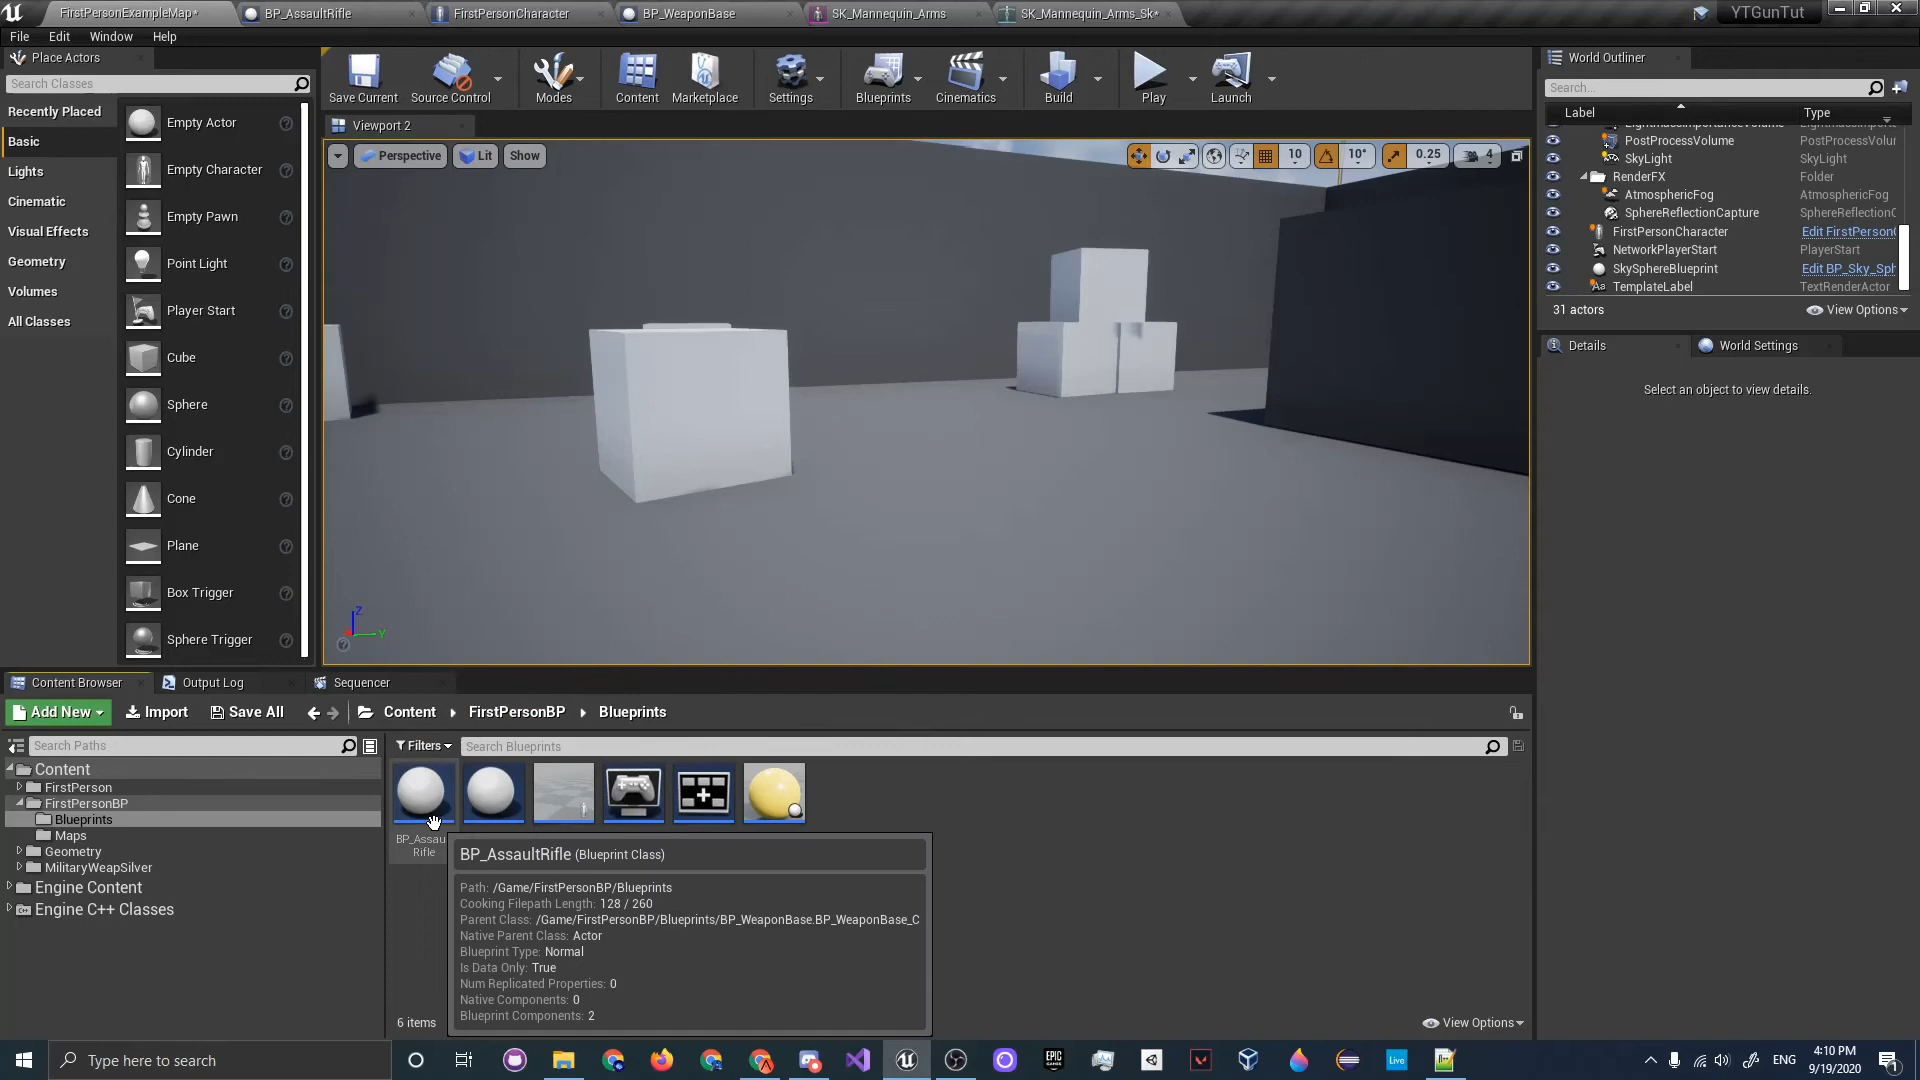 FirstPersonExampleMap*
BP_AssaultRifle
FirstPersonCharacter
BP_WeaponBase
SK_Mannequin_Arms
SK_Mannequin_Arms_Sk*
YTGunTut
File
Edit
Window
Help
Place Actors
Search Classes
Recently Placed
Basic
Lights
Cinematic
Visual Effects
Geometry
Volumes
All Classes
Empty Actor
Empty Character
Empty Pawn
Point Light
Player Start
Cube
Sphere
Cylinder
Cone
Plane
Box Trigger
Sphere Trigger
Save Current
Source Control
Modes
Content
Marketplace
Settings
Blueprints
Cinematics
Build
Play
Launch
Viewport 2
Perspective
Lit
Show
10
10°
0.25
4
Z
Y
World Outliner
Search...
Label
Type
PostProcessVolume
PostProcessVolu
SkyLight
SkyLight
RenderFX
Folder
AtmosphericFog
AtmosphericFog
SphereReflectionCapture
SphereReflectionC
FirstPersonCharacter
Edit FirstPersonC
NetworkPlayerStart
PlayerStart
SkySphereBlueprint
Edit BP_Sky_Sph
TemplateLabel
TextRenderActor
31 actors
View Options
Details
World Settings
Select an object to view details.
Content Browser
Output Log
Sequencer
Add New
Import
Save All
Content
FirstPersonBP
Blueprints
Search Paths
Filters
Search Blueprints
Content
FirstPerson
FirstPersonBP
Blueprints
Maps
Geometry
MilitaryWeapSilver
Engine Content
Engine C++ Classes
BP_Assau
Rifle
BP_AssaultRifle (Blueprint Class)
Path: /Game/FirstPersonBP/Blueprints
Cooking Filepath Length: 128 / 260
Parent Class: /Game/FirstPersonBP/Blueprints/BP_WeaponBase.BP_WeaponBase_C
Native Parent Class: Actor
Blueprint Type: Normal
Is Data Only: True
Num Replicated Properties: 0
Native Components: 0
Blueprint Components: 2
6 items
View Options
Type here to search
EPIC
GAMES
Live
ENG
4:10 PM
9/19/2020
1